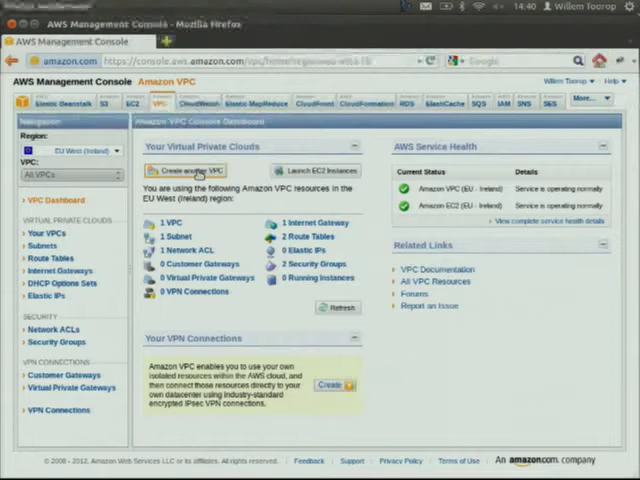 14:40 Willem Toorop
AWS Management Console - Mozilla Firefox
AWS Management Console
amazon.com https://console.aws.amazon.com/vpc/home Google
AWS Management Console Amazon VPC Willem Toorop Help
Elastic Beanstalk S3 EC2 VPC CloudWatch Elastic MapReduce CloudFront CloudFormation RDS ElastiCache SQS IAM SNS SES More...
Navigation
Amazon VPC Console Dashboard
Region:
EU West (Ireland)
VPC:
All VPCs
VPC Dashboard
VIRTUAL PRIVATE CLOUDS
Your VPCs
Subnets
Route Tables
Internet Gateways
DHCP Options Sets
Elastic IPs
SECURITY
Network ACLs
Security Groups
VPN CONNECTIONS
Customer Gateways
Virtual Private Gateways
VPN Connections
Your Virtual Private Clouds
Create another VPC Launch EC2 Instances
You are using the following Amazon VPC resources in the
EU West (Ireland) region:
1 VPC 1 Internet Gateway
1 Subnet 2 Route Tables
1 Network ACL 0 Elastic IPs
0 Customer Gateways 2 Security Groups
0 Virtual Private Gateways 0 Running Instances
0 VPN Connections
Refresh
Your VPN Connections
Amazon VPC enables you to use your own
isolated resources within the AWS cloud, and
then connect those resources directly to your
own datacenter using industry-standard
encrypted IPsec VPN connections.
Create
AWS Service Health
Current Status Details
Amazon VPC (EU - Ireland) Service is operating normally
Amazon EC2 (EU - Ireland) Service is operating normally
View complete service health details
Related Links
VPC Documentation
All VPC Resources
Forums
Report an Issue
© 2008 - 2012, Amazon Web Services LLC or its affiliates. All rights reserved. Feedback Support Privacy Policy Terms of Use An amazon.com. company